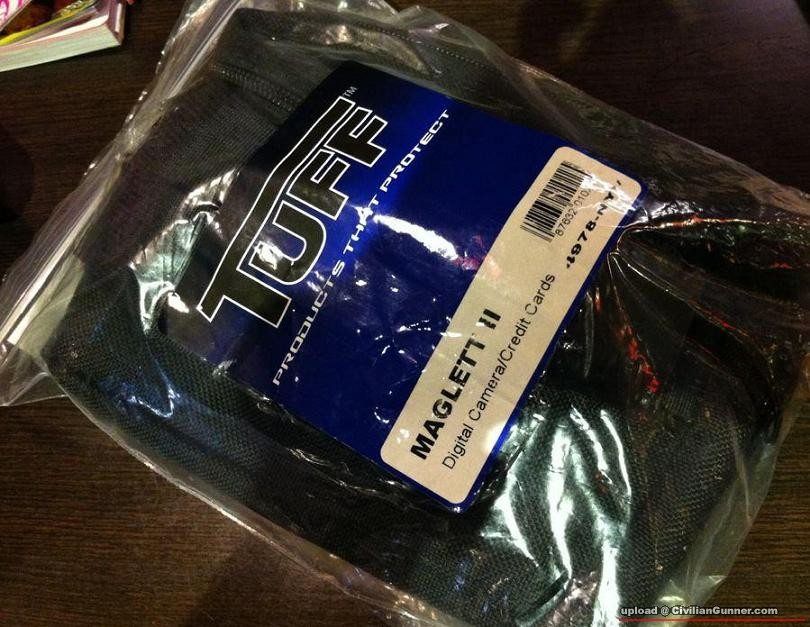 TUFF™
PRODUCTS THAT PROTECT
MAGLETT II
Digital Camera/Credit Cards
upload @ CivilianGunner.com